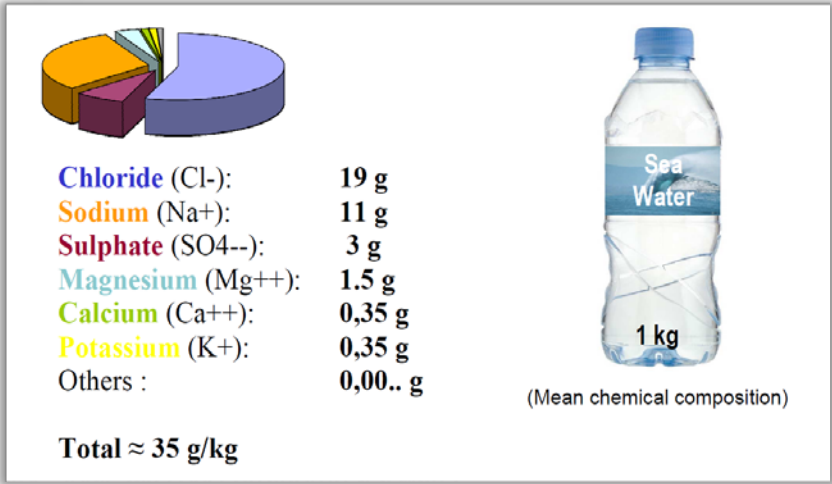 Chloride (Cl-): 19 g
Sodium (Na+): 11 g
Sulphate (SO4--): 3 g
Magnesium (Mg++): 1.5 g
Calcium (Ca++): 0,35 g
Potassium (K+): 0,35 g
Others : 0,00.. g
Total ≈ 35 g/kg
Sea
Water
1 kg
(Mean chemical composition)